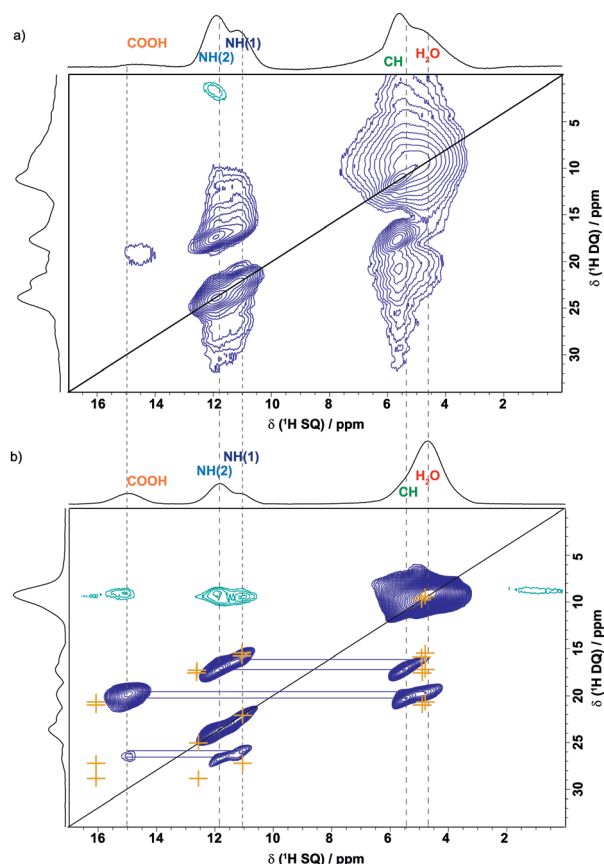 a)
COOH
NH(2)
NH(1)
CH
H₂O
5
10
15
20
25
30
δ (¹H DQ) / ppm
16 14 12 10 8 6 4 2 0
δ (¹H SQ) / ppm
b)
COOH
NH(2)
NH(1)
CH
H₂O
5
10
15
20
25
30
δ (¹H DQ) / ppm
16 14 12 10 8 6 4 2 0
δ (¹H SQ) / ppm